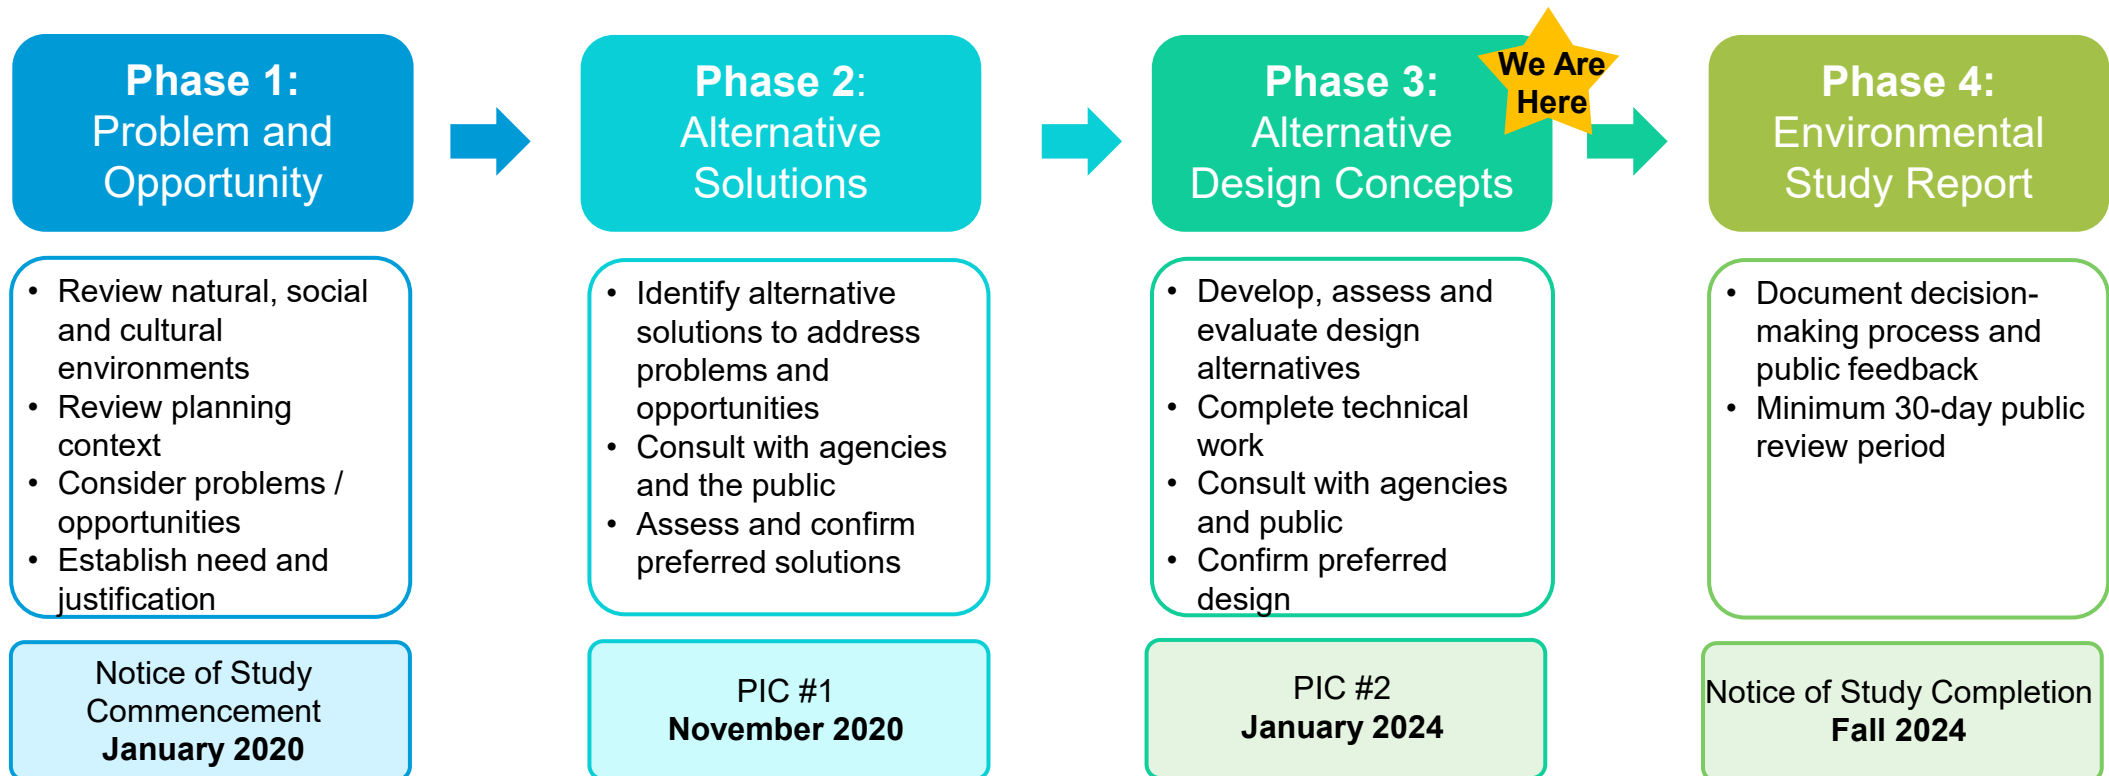 Phase 1:
Problem and
Opportunity
Phase 2:
Alternative
Solutions
Phase 3:
Alternative
Design Concepts
We Are
Here
Phase 4:
Environmental
Study Report
• Review natural, social
and cultural
environments
• Review planning
context
• Consider problems /
opportunities
• Establish need and
justification
• Identify alternative
solutions to address
problems and
opportunities
• Consult with agencies
and the public
• Assess and confirm
preferred solutions
• Develop, assess and
evaluate design
alternatives
• Complete technical
work
• Consult with agencies
and public
• Confirm preferred
design
• Document decision-
making process and
public feedback
• Minimum 30-day public
review period
Notice of Study
Commencement
January 2020
PIC #1
November 2020
PIC #2
January 2024
Notice of Study Completion
Fall 2024